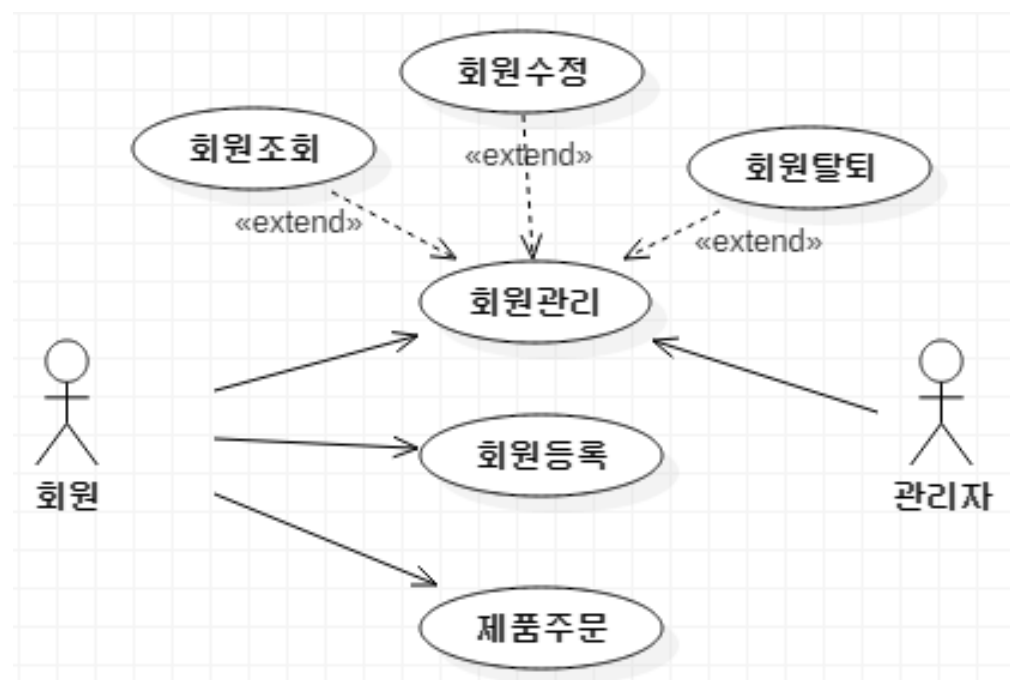 회원수정
회원조회
«extend»
회원탈퇴
«extend»
«extend»
회원관리
회원등록
회원
관리자
제품주문